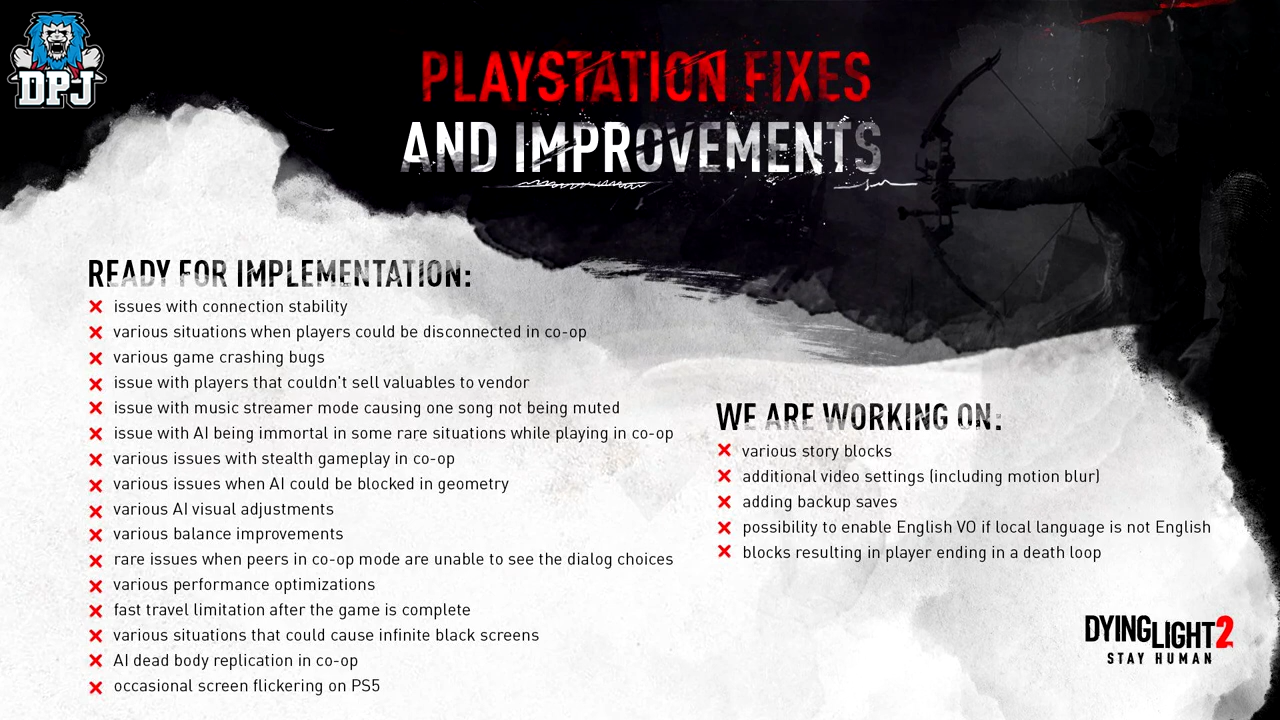 DPJ
PLAYSTATION FIXES
AND IMPROVEMENTS
READY FOR IMPLEMENTATION:
issues with connection stability
various situations when players could be disconnected in co-op
various game crashing bugs
issue with players that couldn't sell valuables to vendor
issue with music streamer mode causing one song not being muted
issue with AI being immortal in some rare situations while playing in co-op
various issues with stealth gameplay in co-op
various issues when AI could be blocked in geometry
various AI visual adjustments
various balance improvements
rare issues when peers in co-op mode are unable to see the dialog choices
various performance optimizations
fast travel limitation after the game is complete
various situations that could cause infinite black screens
AI dead body replication in co-op
occasional screen flickering on PS5
WE ARE WORKING ON:
various story blocks
additional video settings (including motion blur)
adding backup saves
possibility to enable English VO if local language is not English
blocks resulting in player ending in a death loop
DYING LIGHT 2
STAY HUMAN